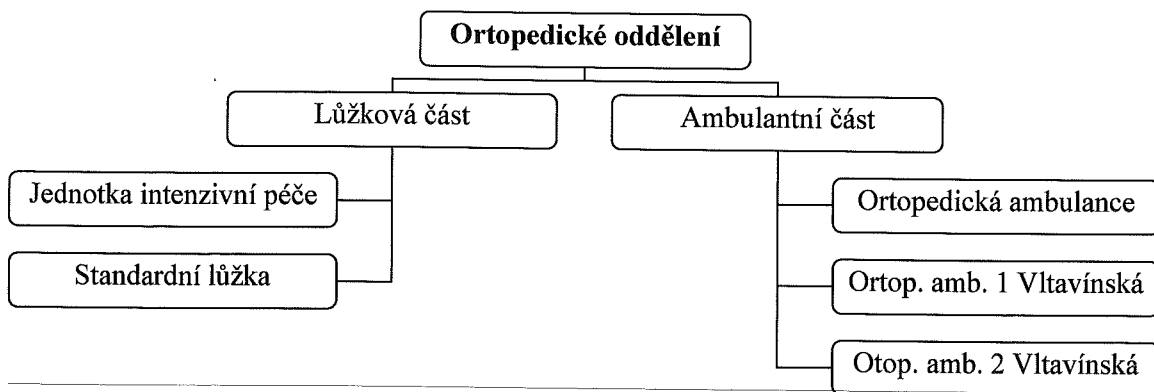 Ortopedické oddělení
Lůžková část
Ambulantní část
Jednotka intenzivní péče
Standardní lůžka
Ortopedická ambulance
Ortop. amb. 1 Vltavínská
Otop. amb. 2 Vltavínská